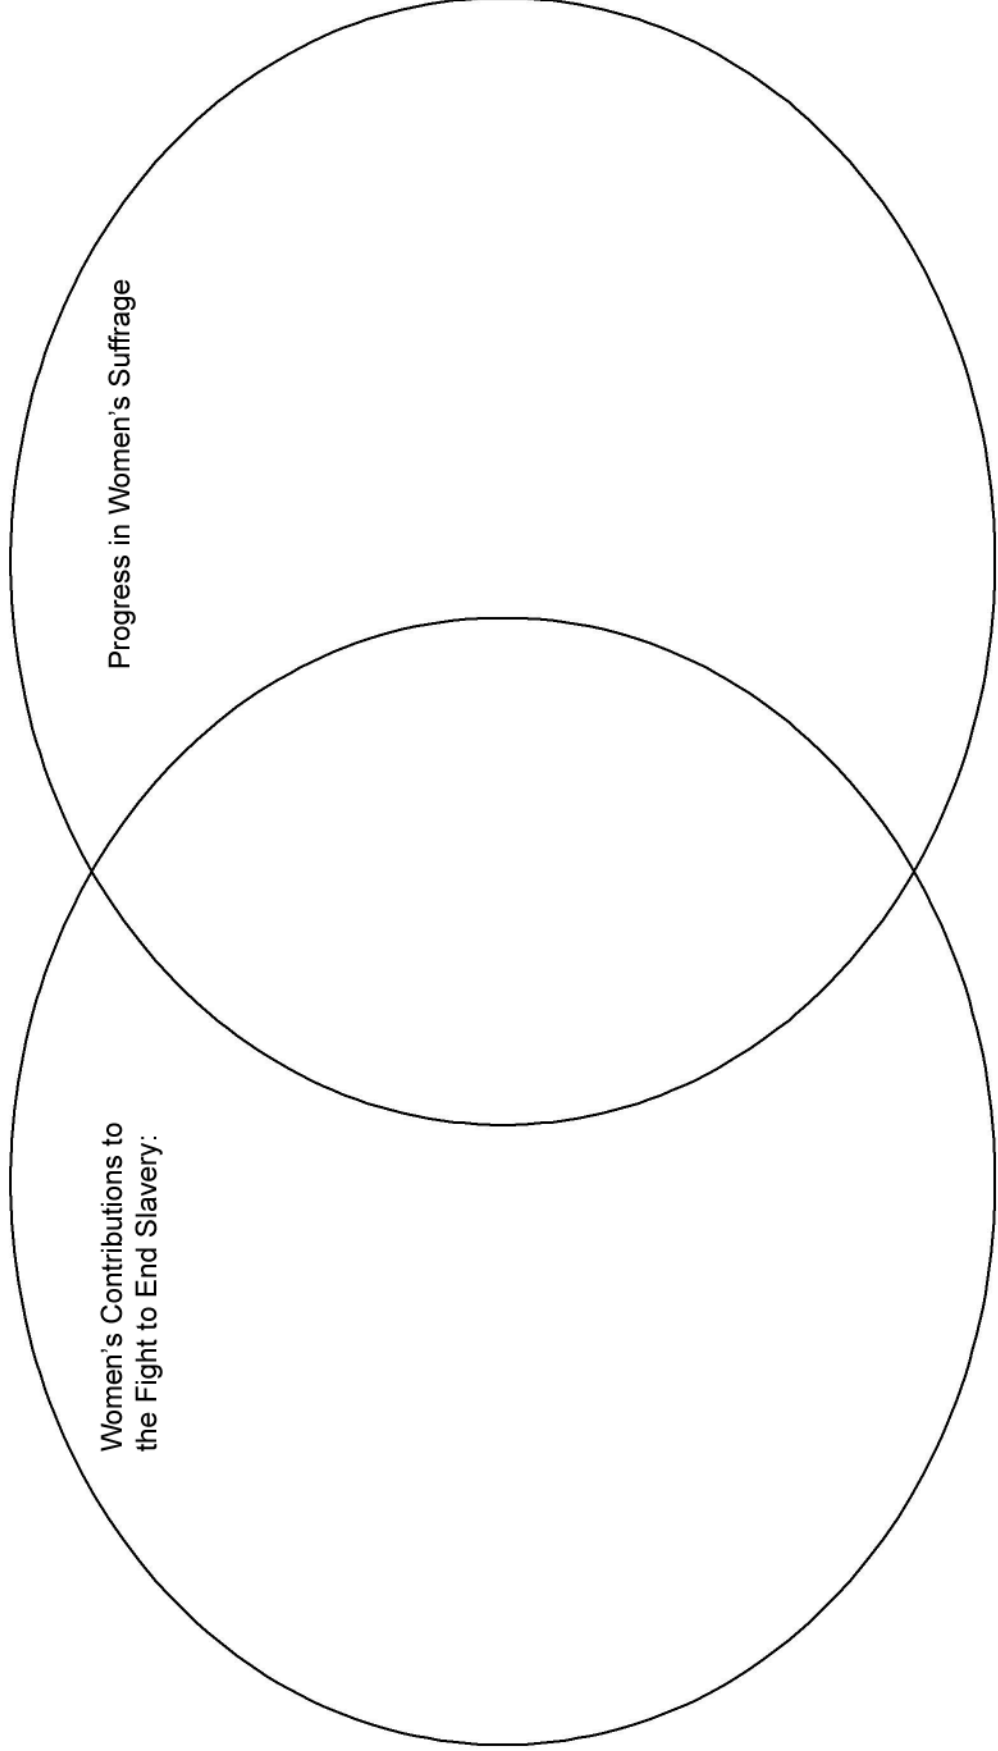 Women's Contributions to
the Fight to End Slavery:
Progress in Women's Suffrage